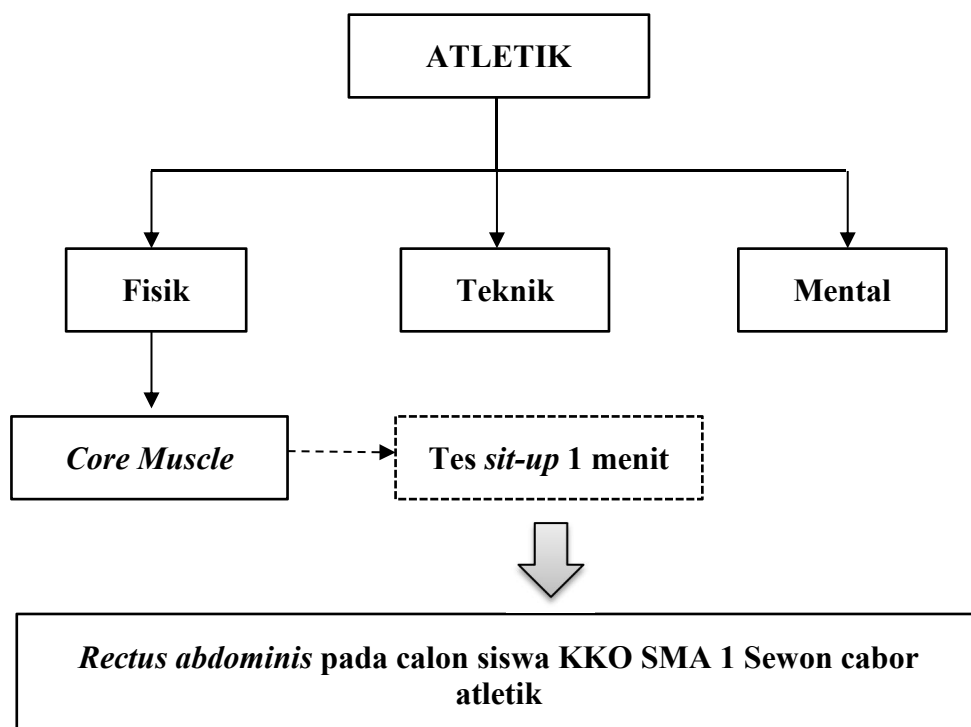 ATLETIK
Fisik
Teknik
Mental
Core Muscle
Tes sit-up 1 menit
Rectus abdominis pada calon siswa KKO SMA 1 Sewon cabor
atletik